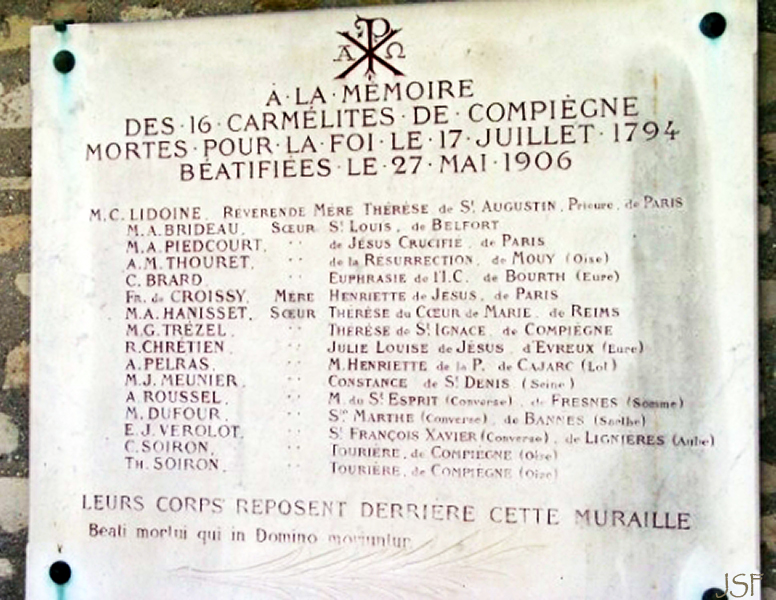 Α Ω
À·LA·MÉMOIRE
DES·16·CARMÉLITES·DE·COMPIÈGNE
MORTES·POUR·LA·FOI·LE·17·JUILLET·1794
BÉATIFIÉES·LE·27·MAI·1906
M.C. LIDOINE. RÉVÉRENDE MÈRE THÉRÈSE de St. AUGUSTIN, Prieure, de PARIS
M.A. BRIDEAU. SŒUR St. LOUIS, de BELFORT
M.A. PIEDCOURT. '' de JÉSUS CRUCIFIÉ, de PARIS
A.M. THOURET. '' de la RÉSURRECTION, de MOUY (Oise)
C. BRARD. '' EUPHRASIE de l'I.C. de BOURTH (Eure)
Fn. de CROISSY. MÈRE HENRIETTE de JÉSUS, de PARIS
M.A. HANISSET. SŒUR THÉRÈSE du CŒUR de MARIE, de REIMS
M.G. TRÉZEL. '' THÉRÈSE de St. IGNACE, de COMPIÈGNE
R. CHRÉTIEN. '' JULIE LOUISE de JÉSUS, d'EVREUX (Eure)
A. PELRAS. '' M. HENRIETTE de la P. de CAJARC (Lot)
M.J. MEUNIER. '' CONSTANCE de St. DENIS (Seine)
A. ROUSSEL. '' M. du St. ESPRIT (Converse), de FRESNES (Somme)
M. DUFOUR. '' Ste. MARTHE (Converse), de BANNES (Sarthe)
E.J. VEROLOT. '' St. FRANÇOIS XAVIER (Converse), de LIGNIÈRES (Aube)
C. SOIRON. '' TOURIÈRE, de COMPIÈGNE (Oise)
TH. SOIRON. '' TOURIÈRE, de COMPIÈGNE (Oise)
LEURS CORPS REPOSENT DERRIÈRE CETTE MURAILLE
Beati mortui qui in Domino moriuntur
JSF